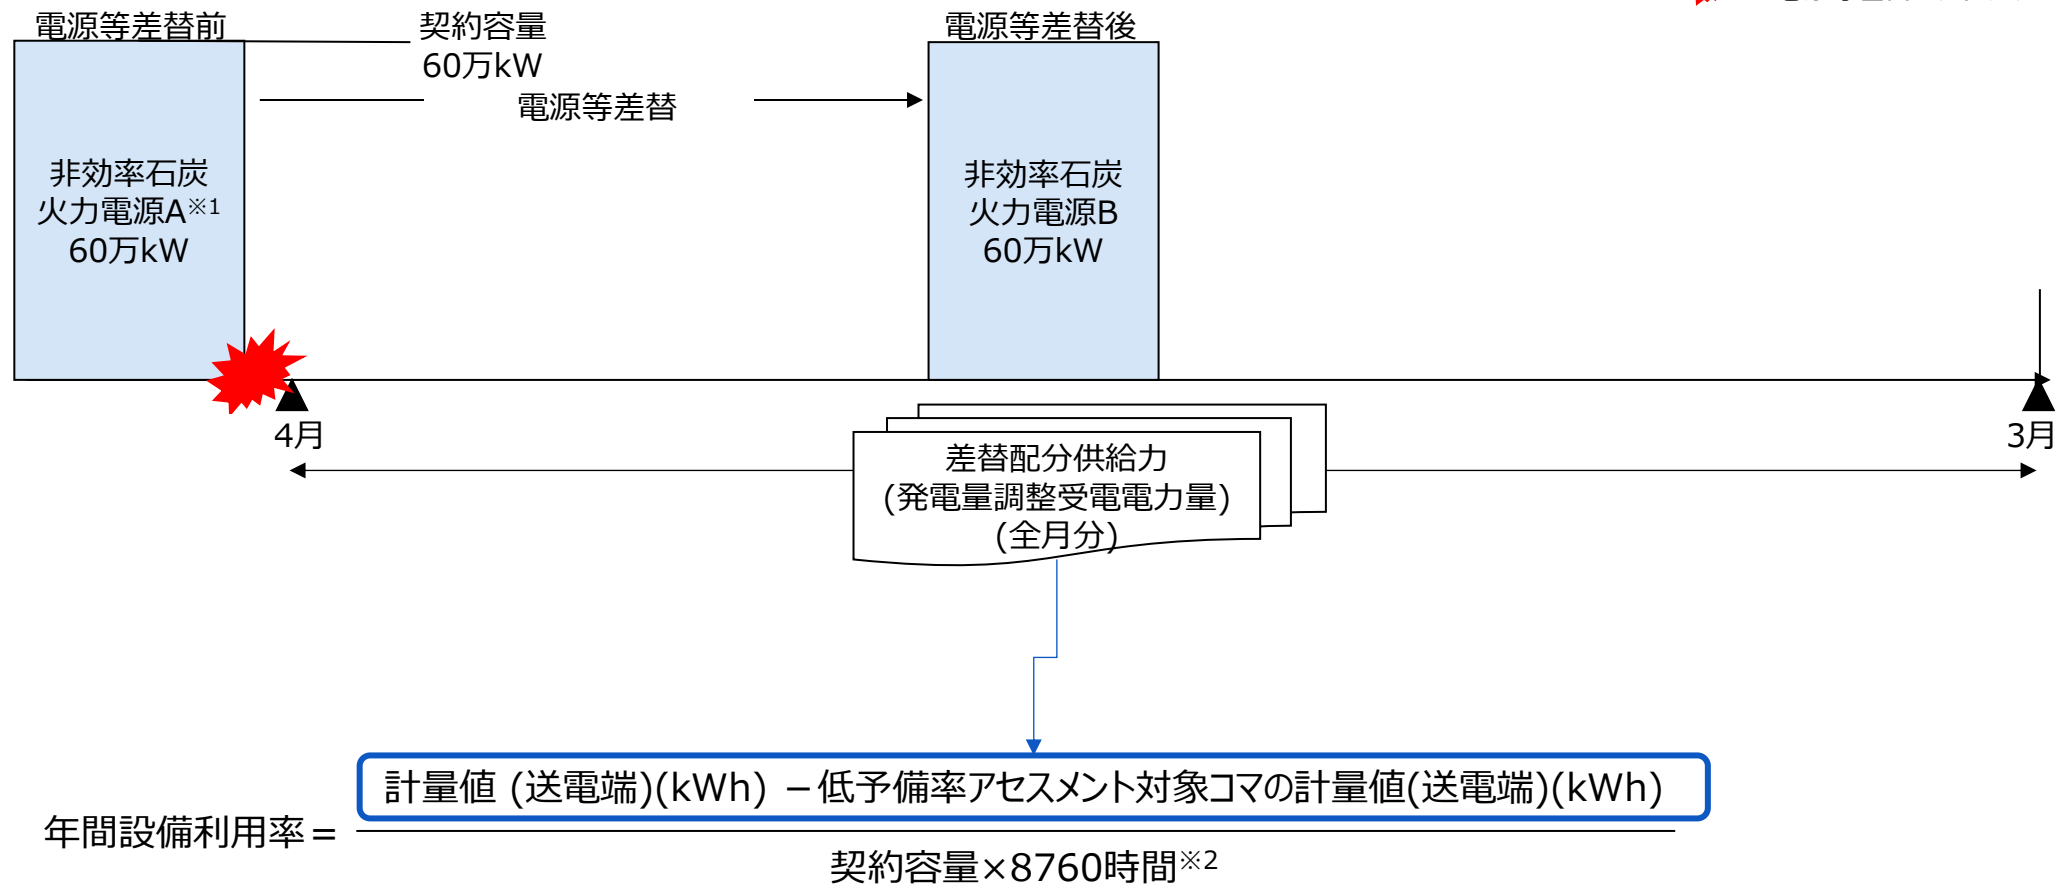 電源等差替前
契約容量
60万kW
電源等差替後
電源等差替
非効率石炭
火力電源A※1
60万kW
非効率石炭
火力電源B
60万kW
4月
3月
差替配分供給力
(発電量調整受電電力量)
(全月分)
計量値 (送電端)(kWh) －低予備率アセスメント対象コマの計量値(送電端)(kWh)
年間設備利用率＝
契約容量×8760時間※2